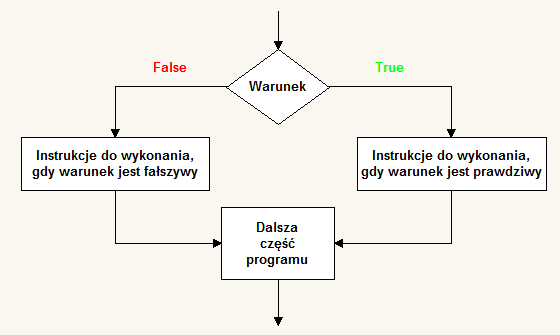 False
True
Warunek
Instrukcje do wykonania,
gdy warunek jest fałszywy
Instrukcje do wykonania,
gdy warunek jest prawdziwy
Dalsza
część
programu